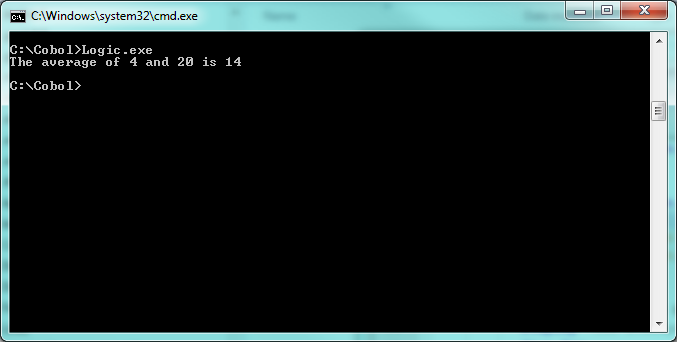 C:\Windows\system32\cmd.exe
C:\Cobol>Logic.exe
The average of 4 and 20 is 14
C:\Cobol>